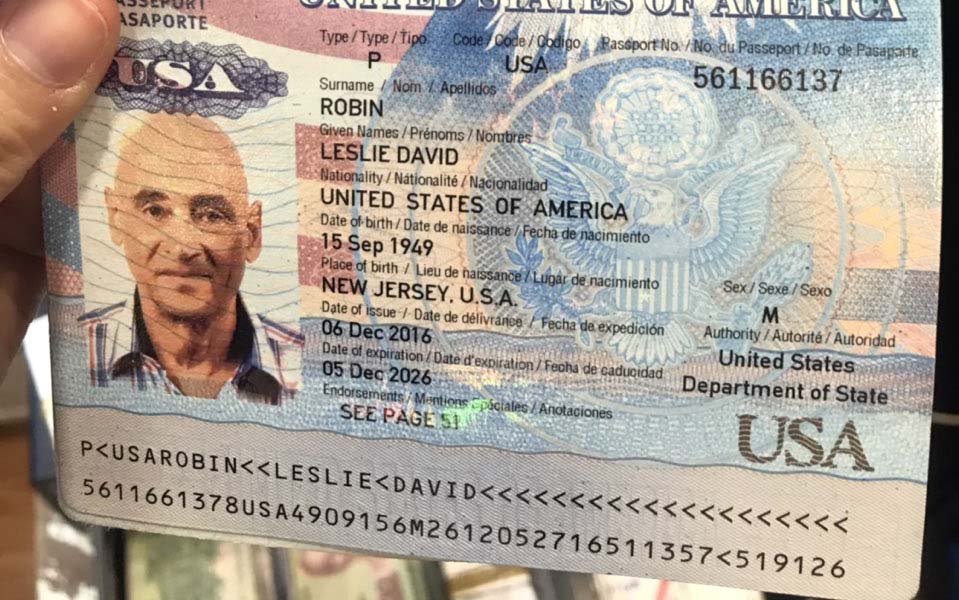 ASSEPORT
ASAPORTE
UNITED STATES OF AMERICA
USA
Type / Type / Tipo Code / Code / Código Passport No. / No. du Passeport / No. de Pasaporte
P USA 561166137
Surname / Nom / Apellidos
ROBIN
Given Names / Prénoms / Nombres
LESLIE DAVID
Nationality / Nationalité / Nacionalidad
UNITED STATES OF AMERICA
Date of birth / Date de naissance / Fecha de nacimiento
15 Sep 1949
Place of birth / Lieu de naissance / Lugar de nacimiento
NEW JERSEY, U.S.A.
Sex / Sexe / Sexo
M
Date of issue / Date de délivrance / Fecha de expedición
06 Dec 2016
Authority / Autorité / Autoridad
United States
Department of State
Date of expiration / Date d'expiration / Fecha de caducidad
05 Dec 2026
Endorsements / Mentions Spéciales / Anotaciones
SEE PAGE 51
USA
P<USAROBIN<<LESLIE<DAVID<<<<<<<<<<<<<<<<<<<<
5611661378USA4909156M2612052716511357<519126